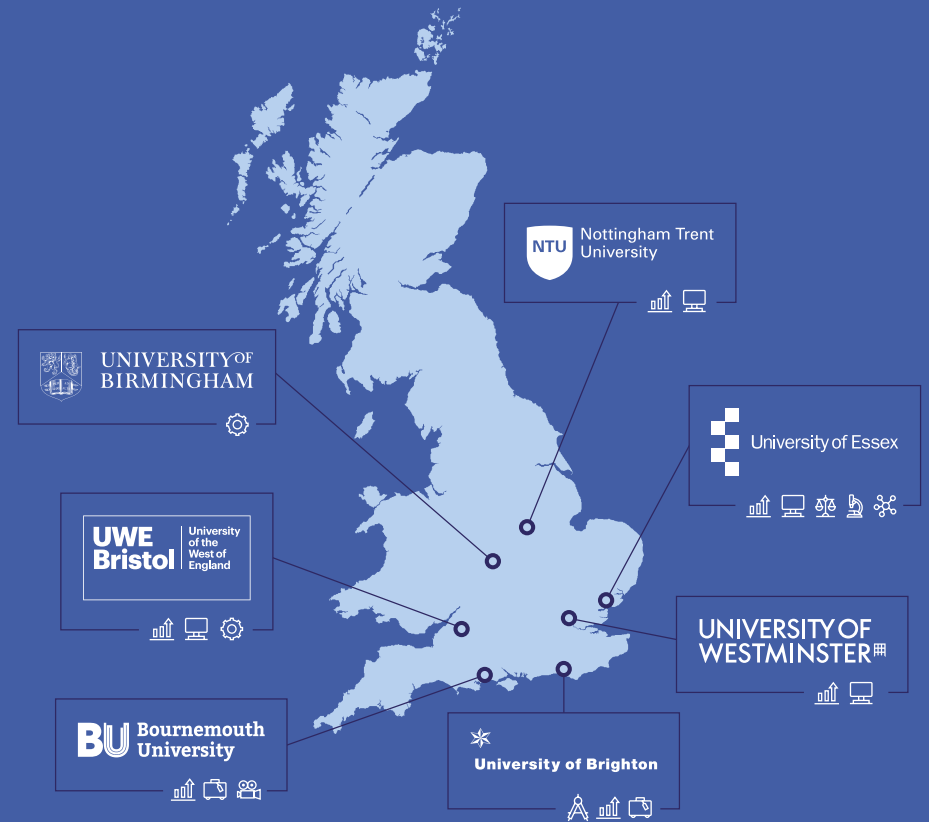 NTU
Nottingham Trent
University
UNIVERSITY OF
BIRMINGHAM
University of Essex
UWE
Bristol
University
of the
West of
England
UNIVERSITY OF
WESTMINSTER
BU
Bournemouth
University
University of Brighton